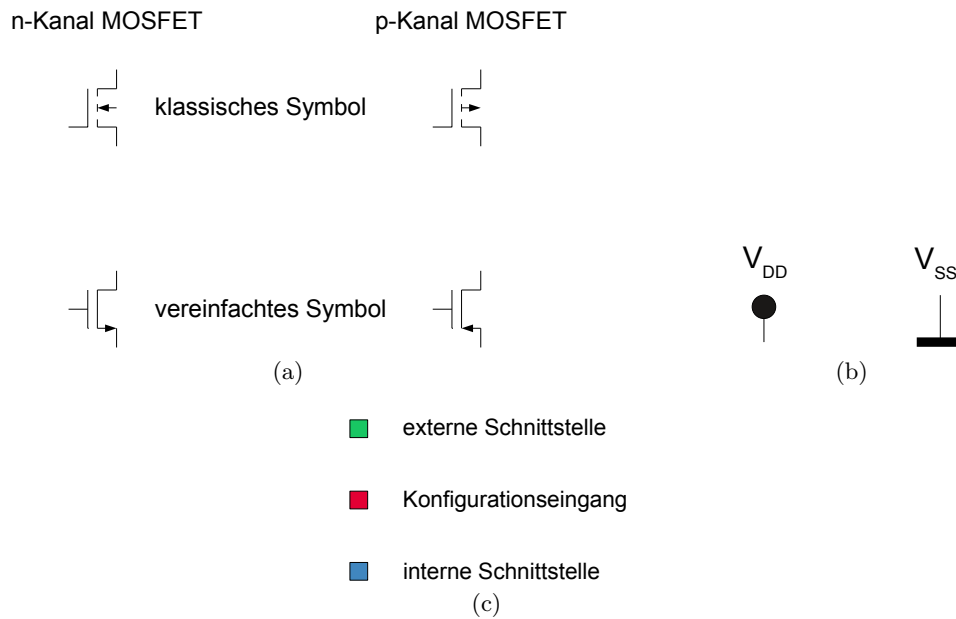 n-Kanal MOSFET
p-Kanal MOSFET
klassisches Symbol
vereinfachtes Symbol
V_DD
V_SS
(a)
(b)
externe Schnittstelle
Konfigurationseingang
interne Schnittstelle
(c)